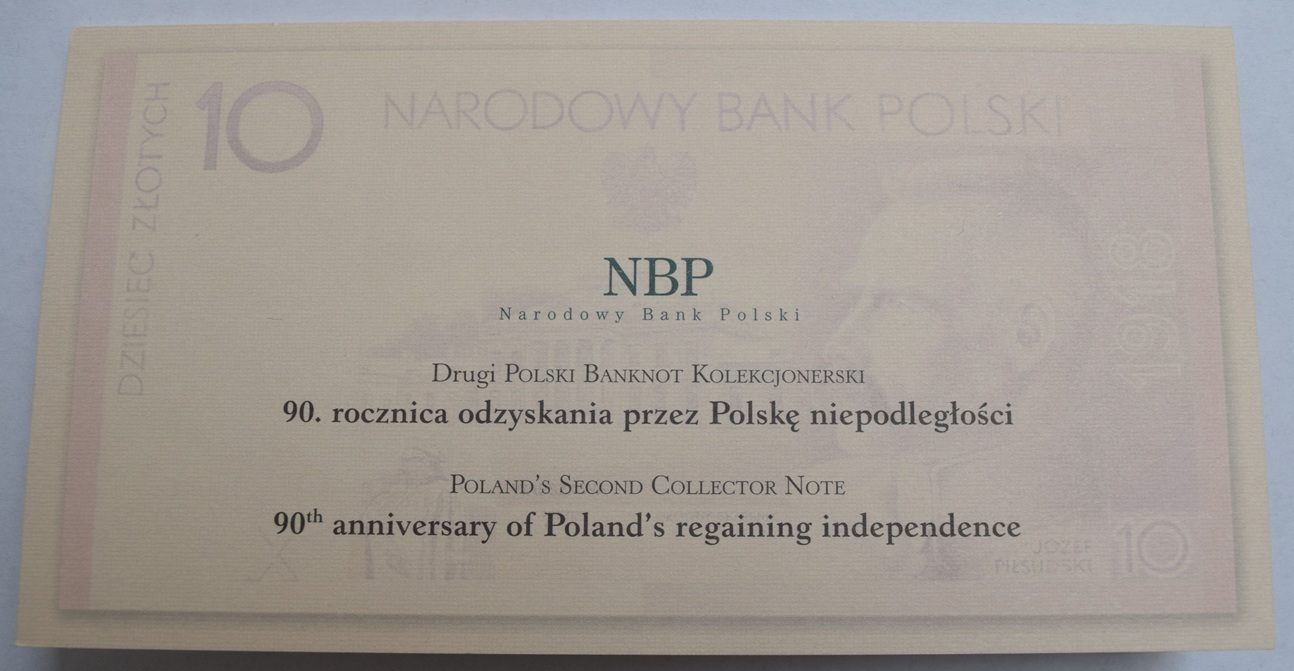 10
NARODOWY BANK POLSKI
DZIESIĘĆ ZŁOTYCH
NBP
Narodowy Bank Polski
1918
Drugi Polski Banknot Kolekcjonerski
90. rocznica odzyskania przez Polskę niepodległości
Poland's Second Collector Note
90th anniversary of Poland's regaining independence
JÓZEF
PIŁSUDSKI
10